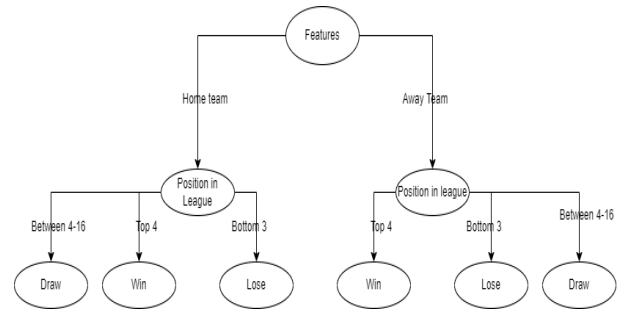 Features
Home team
Away Team
Position in
League
Position in league
Between 4-16
Top 4
Bottom 3
Top 4
Bottom 3
Between 4-16
Draw
Win
Lose
Win
Lose
Draw